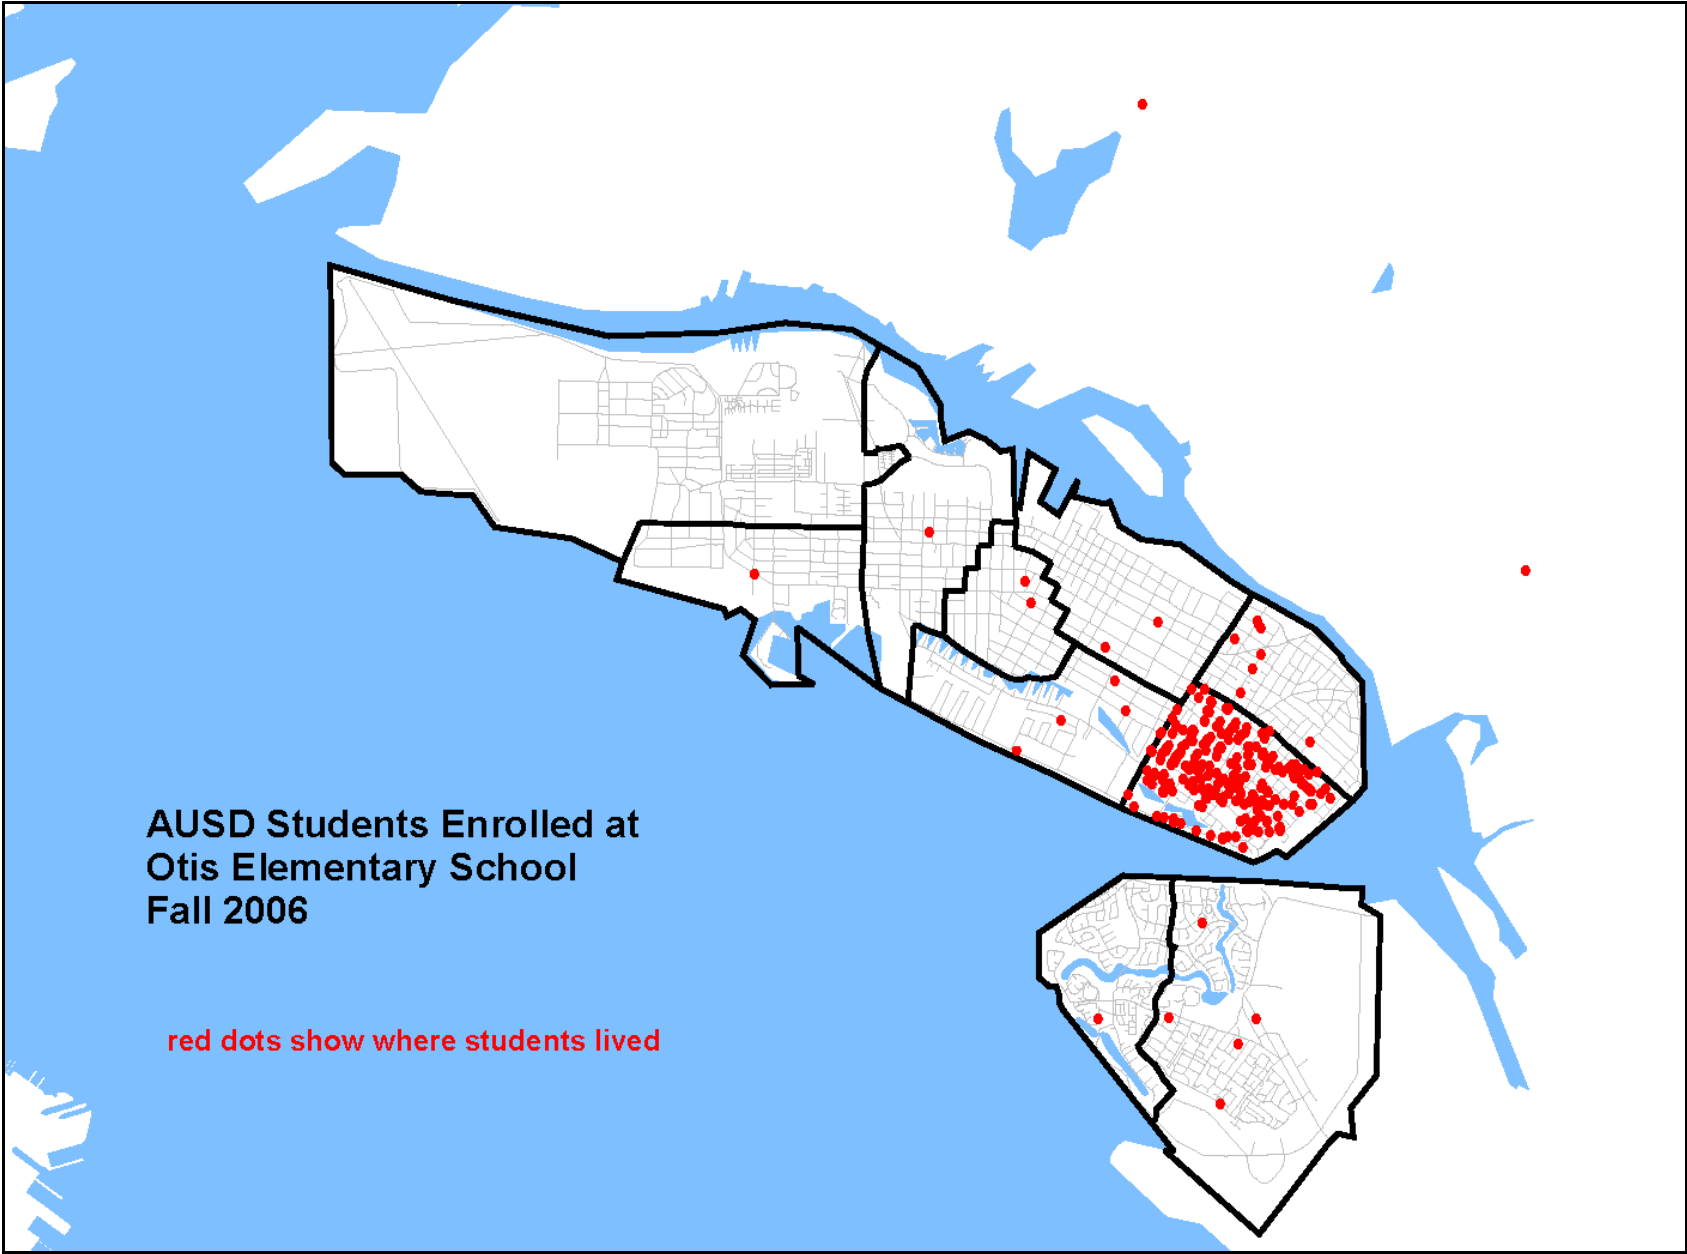 AUSD Students Enrolled at
Otis Elementary School
Fall 2006
red dots show where students lived